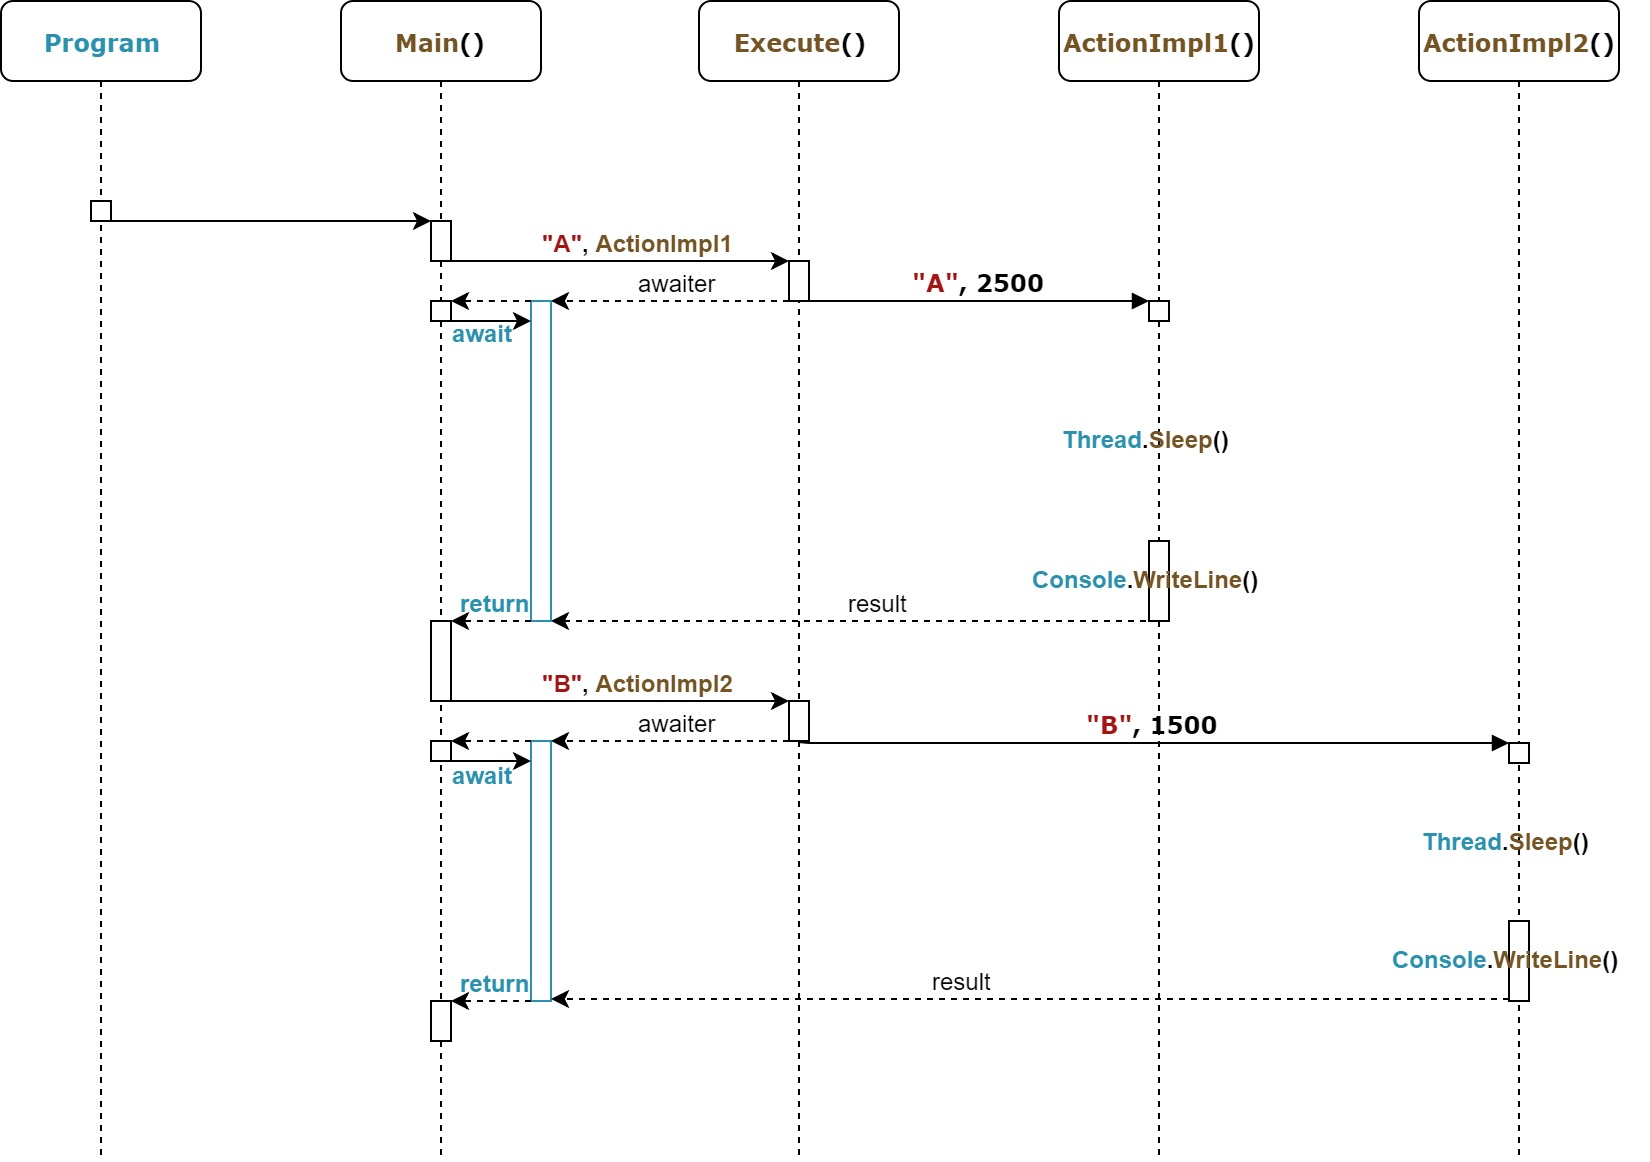 Program
Main()
Execute()
ActionImpl1()
ActionImpl2()
"A", ActionImpl1
awaiter
"A", 2500
await
Thread.Sleep()
Console.WriteLine()
return
result
"B", ActionImpl2
awaiter
"B", 1500
await
Thread.Sleep()
Console.WriteLine()
return
result